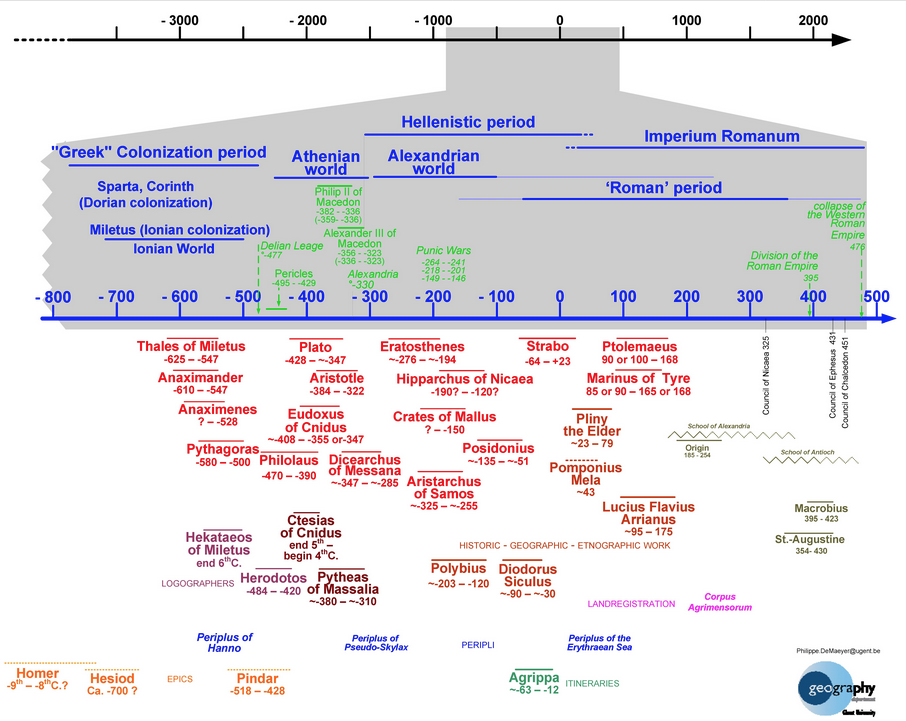 - 3000
- 2000
- 1000
0
1000
2000
Hellenistic period
Imperium Romanum
"Greek" Colonization period
Athenian
world
Alexandrian
world
'Roman' period
Sparta, Corinth
(Dorian colonization)
Philip II of
Macedon
-382 - -336
(-359- -336)
collapse of
the Western
Roman
Empire
476
Miletus (Ionian colonization)
Ionian World
Alexander III of
Macedon
-356 - -323
(-336 - -323)
Delian Leage
*-477
Punic Wars
-264 - -241
-218 - -201
-149 - -146
Division of the
Roman Empire
395
Pericles
-495 - -429
Alexandria
*-330
- 800
- 700
- 600
- 500
- 400
- 300
- 200
- 100
0
100
200
300
400
500
Council of Nicaea 325
Council of Ephesus 431
Council of Chalcedon 451
Thales of Miletus
-625 – -547
Plato
-428 – ~-347
Eratosthenes
~-276 – ~-194
Strabo
-64 – +23
Ptolemaeus
90 or 100 – 168
Anaximander
-610 – -547
Aristotle
-384 – -322
Hipparchus of Nicaea
-190? – -120?
Marinus of Tyre
85 or 90 – 165 or 168
Anaximenes
? – -528
Eudoxus
of Cnidus
~-408 – -355 or-347
Crates of Mallus
? – -150
Pliny
the Elder
~23 – 79
School of Alexandria
Origin
185 - 254
School of Antioch
Pythagoras
-580 – -500
Philolaus
-470 – -390
Dicearchus
of Messana
~-347 – ~-285
Posidonius
~-135 – ~-51
Pomponius
Mela
~43
Aristarchus
of Samos
~-325 – ~-255
Lucius Flavius
Arrianus
~95 – 175
Macrobius
395 - 423
Hekataeos
of Miletus
end 6thC.
Ctesias
of Cnidus
end 5th –
begin 4thC.
St.-Augustine
354- 430
HISTORIC - GEOGRAPHIC - ETNOGRAPHIC WORK
LOGOGRAPHERS
Herodotos
-484 – -420
Pytheas
of Massalia
~-380 – ~-310
Polybius
~-203 – -120
Diodorus
Siculus
~-90 – ~-30
LANDREGISTRATION
Corpus
Agrimensorum
Periplus of
Hanno
Periplus of
Pseudo-Skylax
PERIPLI
Periplus of the
Erythraean Sea
Philippe.DeMaeyer@ugent.be
Homer
-9th – -8thC.?
Hesiod
Ca. -700 ?
EPICS
Pindar
-518 – -428
Agrippa
~-63 – -12
ITINERARIES
geography
department
Ghent University